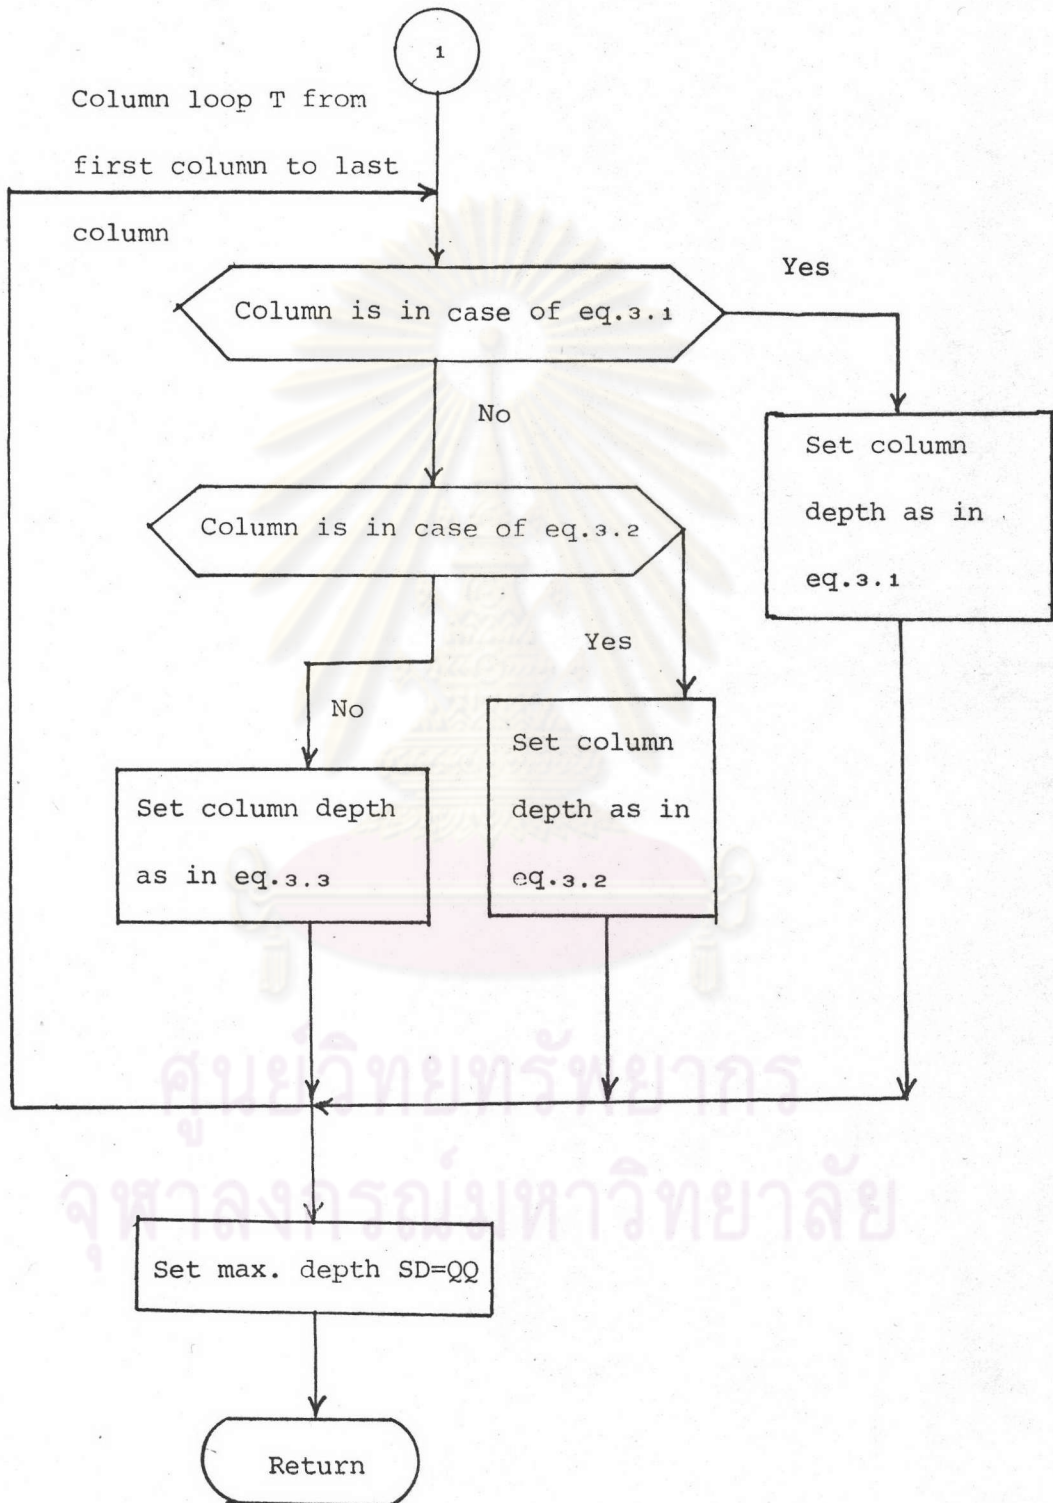 1
Column loop T from
first column to last
column
Yes
Column is in case of eq.3.1
No
Set column
depth as in
eq.3.1
Column is in case of eq.3.2
Yes
No
Set column
depth as in
eq.3.2
Set column depth
as in eq.3.3
ศูนย์วิทยทรัพยากร
จุฬาลงกรณ์มหาวิทยาลัย
Set max. depth SD=QQ
Return